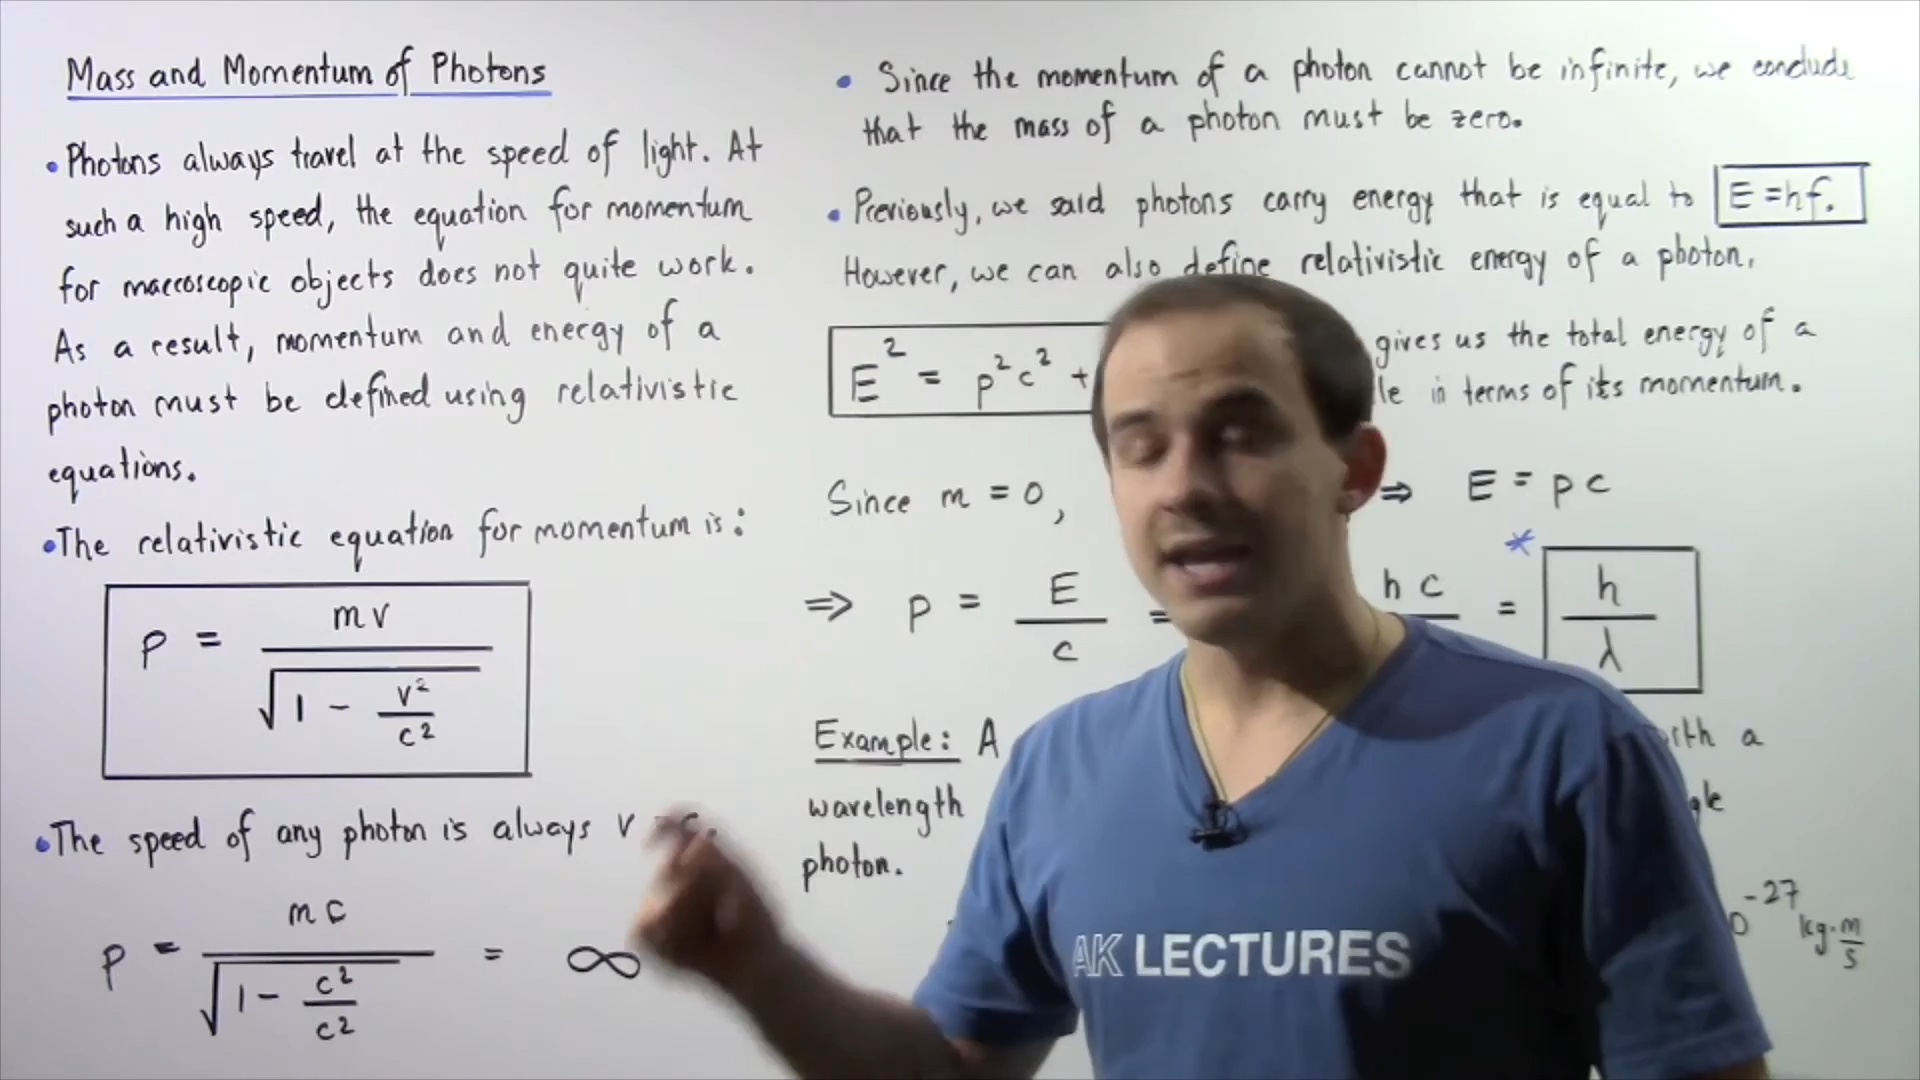 Mass and Momentum of Photons
• Photons always travel at the speed of light. At
such a high speed, the equation for momentum
for macroscopic objects does not quite work.
As a result, momentum and energy of a
photon must be defined using relativistic
equations.
• The relativistic equation for momentum is:
p = mv / √(1 - v²/c²)
• The speed of any photon is always v = c.
p = mc / √(1 - c²/c²) = ∞
• Since the momentum of a photon cannot be infinite, we conclude
that the mass of a photon must be zero.
• Previously, we said photons carry energy that is equal to E = hf.
However, we can also define relativistic energy of a photon.
E² = p²c² +
gives us the total energy of a
in terms of its momentum.
Since m = 0, ⇒ E = pc
⇒ p = E/c = hc = h/λ *
Example: A with a
wavelength
photon.
-27 kg·m/s
AK LECTURES